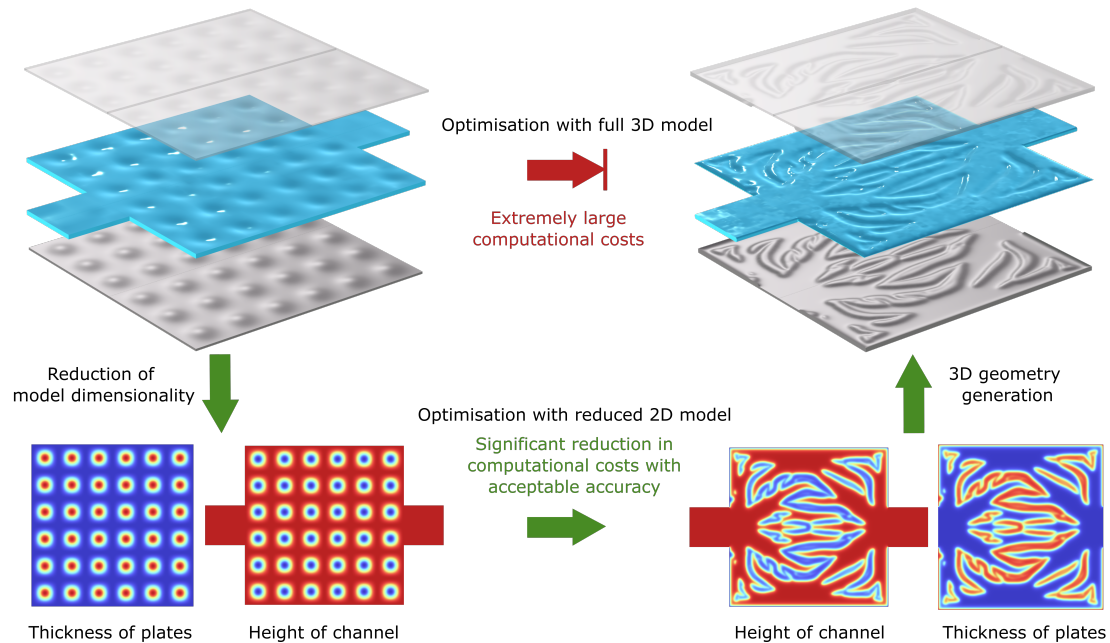 Optimisation with full 3D model
Extremely large
computational costs
Reduction of
model dimensionality
3D geometry
generation
Optimisation with reduced 2D model
Significant reduction in
computational costs with
acceptable accuracy
Thickness of plates
Height of channel
Height of channel
Thickness of plates